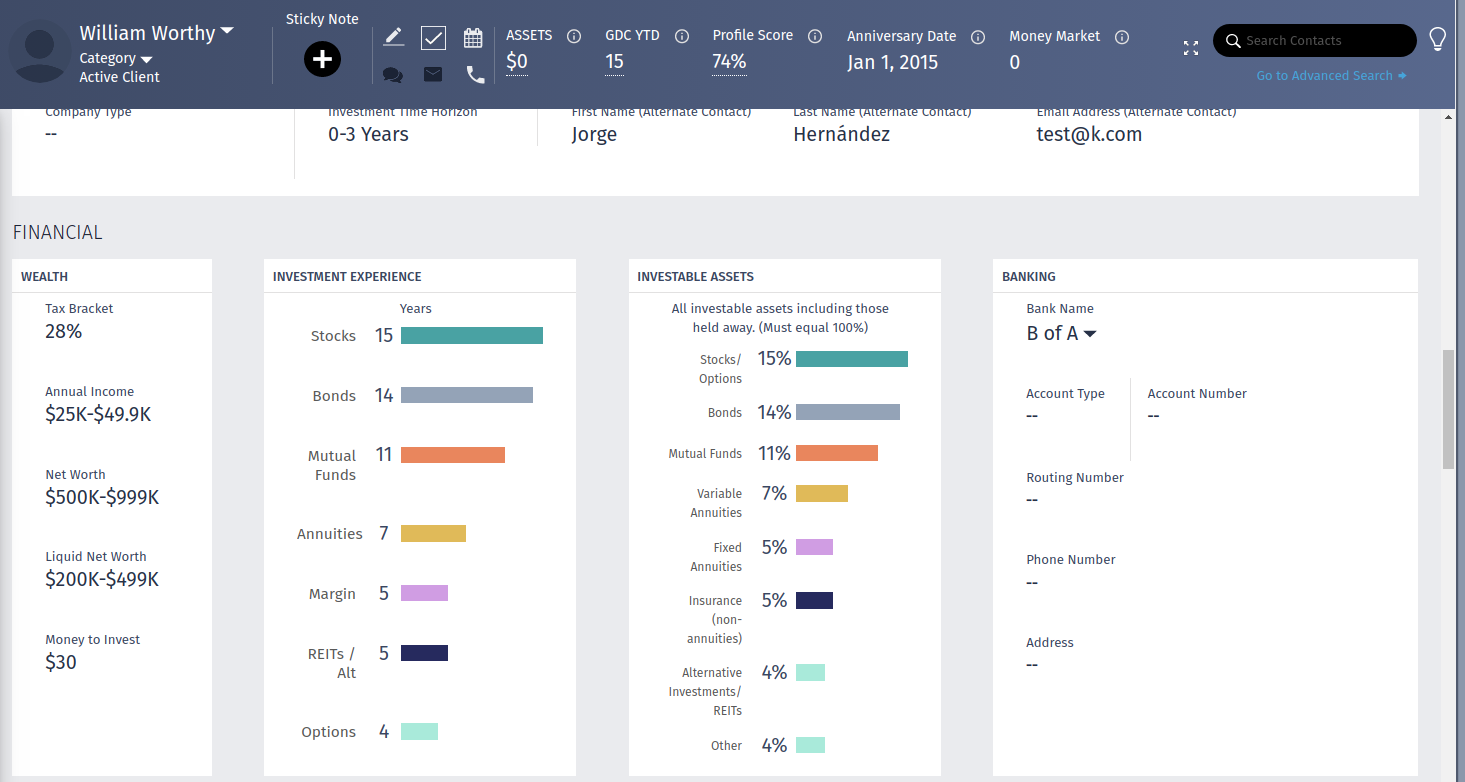 William Worthy
Category
Active Client
Sticky Note
ASSETS
$0
GDC YTD
15
Profile Score
74%
Anniversary Date
Jan 1, 2015
Money Market
0
Search Contacts
Go to Advanced Search
Company Type
--
Investment Time Horizon
0-3 Years
First Name (Alternate Contact)
Jorge
Last Name (Alternate Contact)
Hernández
Email Address (Alternate Contact)
test@k.com
FINANCIAL
WEALTH
Tax Bracket
28%
Annual Income
$25K-$49.9K
Net Worth
$500K-$999K
Liquid Net Worth
$200K-$499K
Money to Invest
$30
INVESTMENT EXPERIENCE
Years
Stocks 15
Bonds 14
Mutual 11
Funds
Annuities 7
Margin 5
REITs / 5
Alt
Options 4
INVESTABLE ASSETS
All investable assets including those
held away. (Must equal 100%)
Stocks/ 15%
Options
Bonds 14%
Mutual Funds 11%
Variable 7%
Annuities
Fixed 5%
Annuities
Insurance 5%
(non-
annuities)
Alternative 4%
Investments/
REITs
Other 4%
BANKING
Bank Name
B of A
Account Type
--
Account Number
--
Routing Number
--
Phone Number
--
Address
--